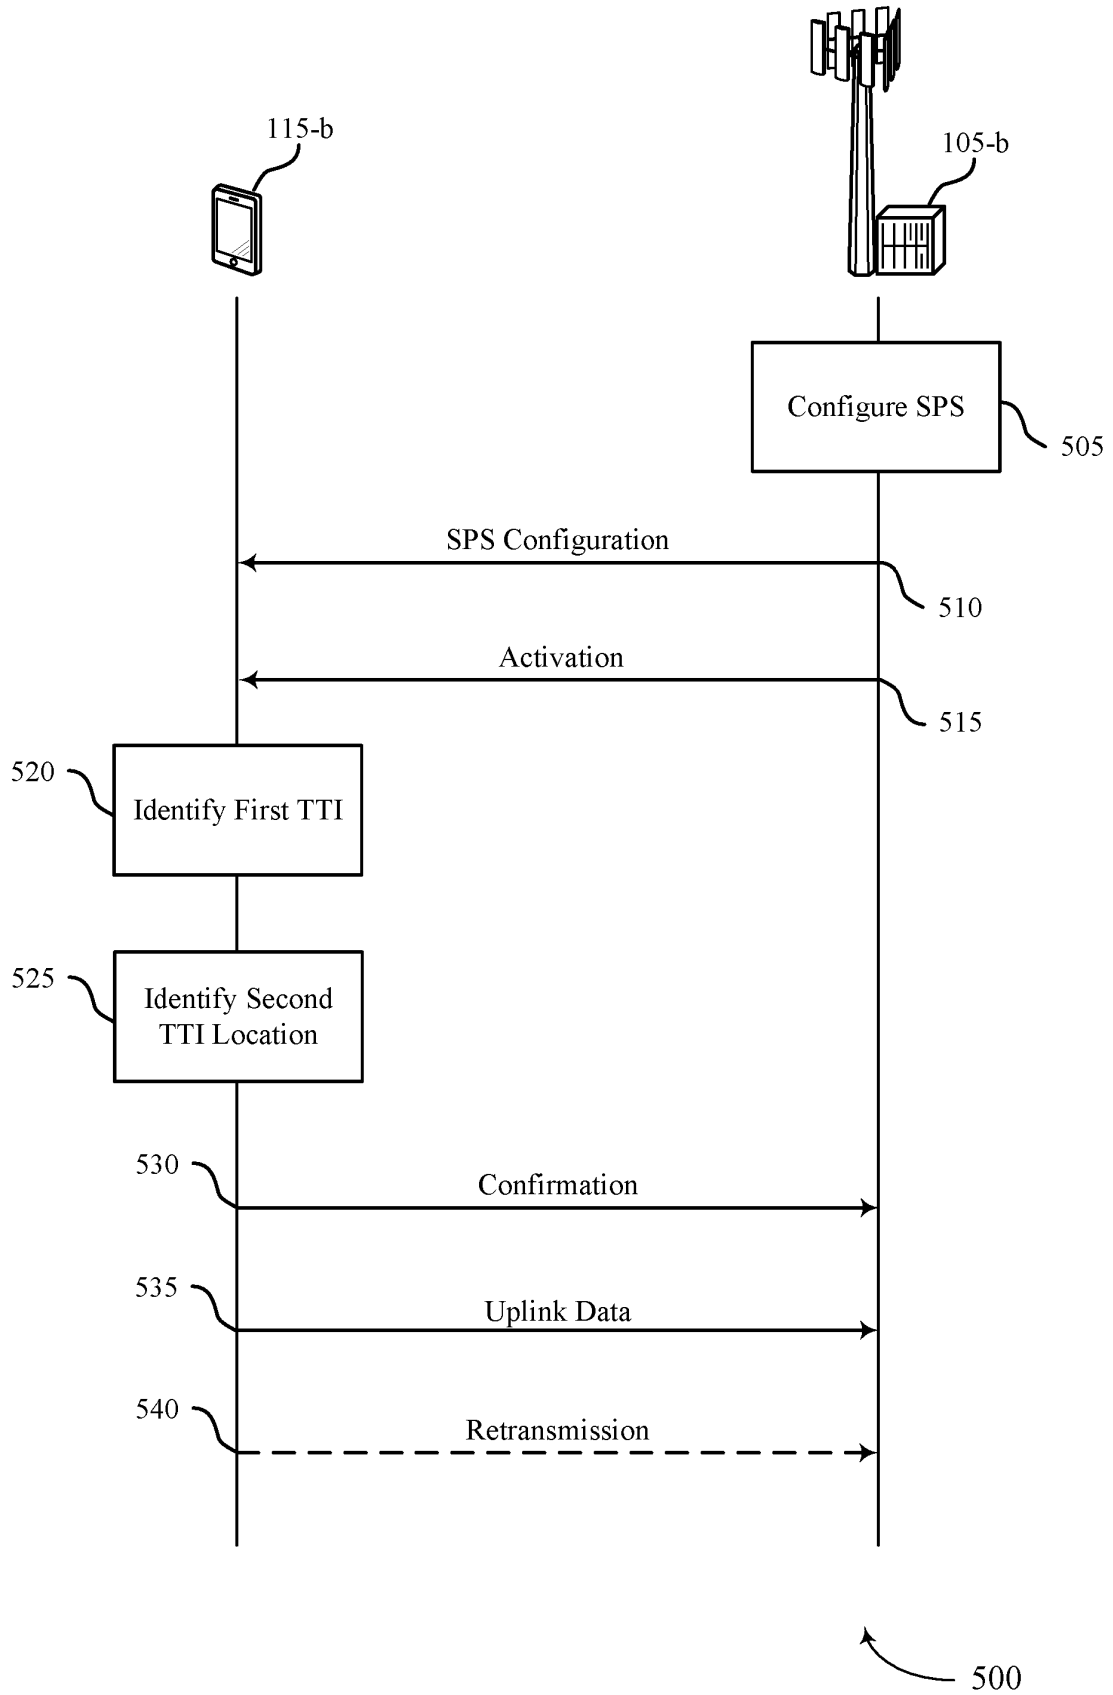 115-b
105-b
Configure SPS
505
SPS Configuration
510
Activation
515
520
Identify First TTI
525
Identify Second
TTI Location
530
Confirmation
535
Uplink Data
540
Retransmission
500